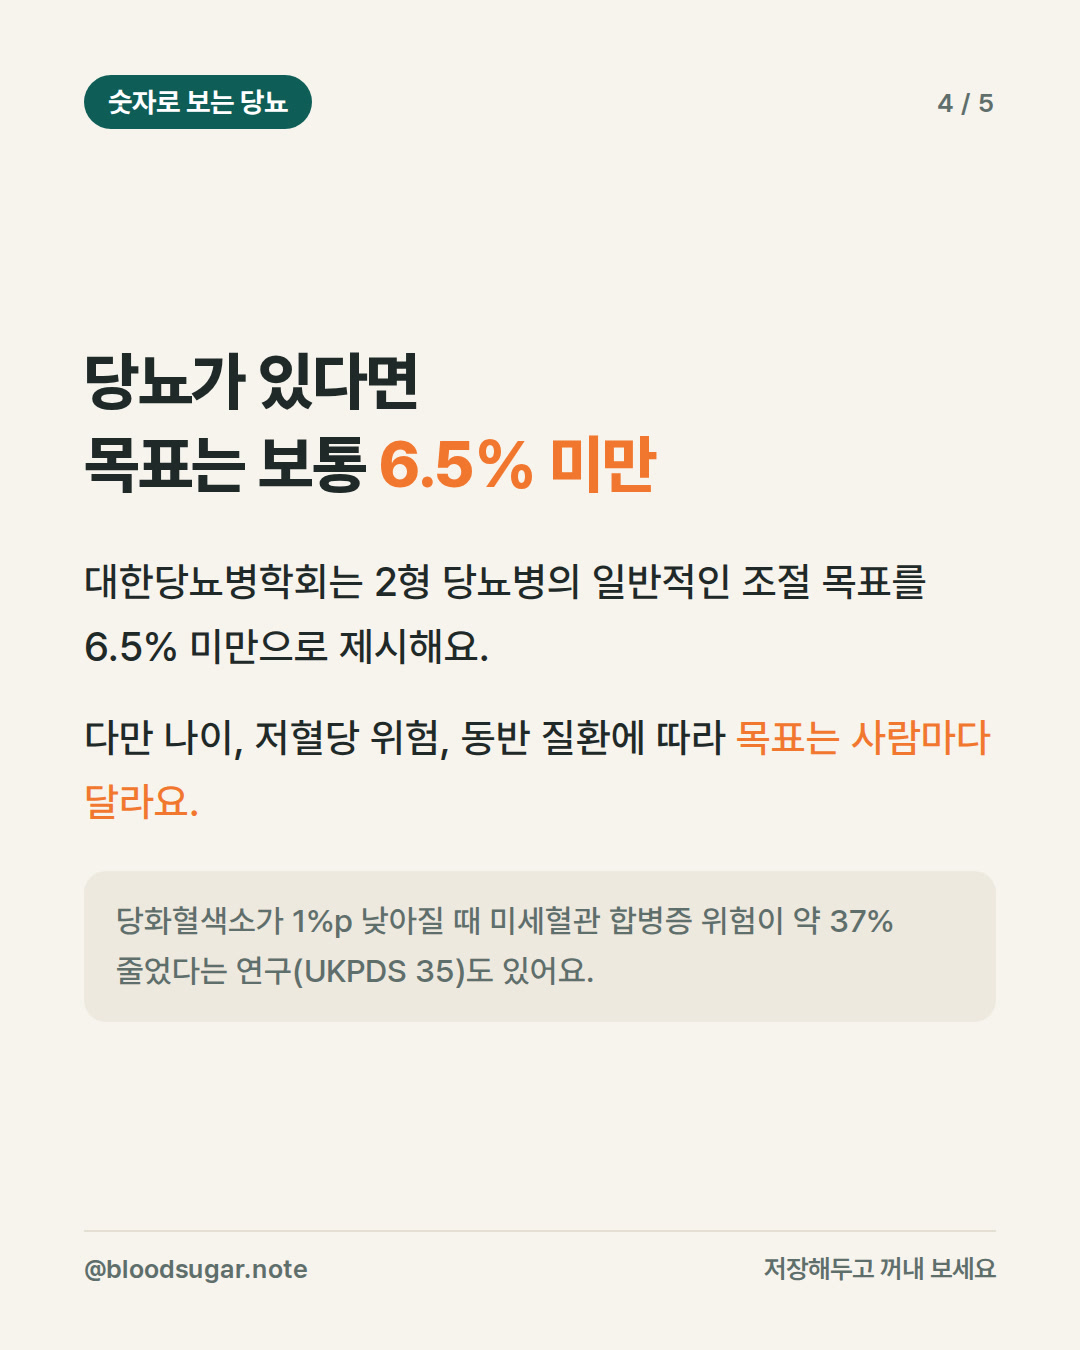 숫자로 보는 당뇨
4 / 5
당뇨가 있다면
목표는 보통 6.5% 미만
대한당뇨병학회는 2형 당뇨병의 일반적인 조절 목표를
6.5% 미만으로 제시해요.
다만 나이, 저혈당 위험, 동반 질환에 따라 목표는 사람마다
달라요.
당화혈색소가 1%p 낮아질 때 미세혈관 합병증 위험이 약 37%
줄었다는 연구(UKPDS 35)도 있어요.
@bloodsugar.note
저장해두고 꺼내 보세요